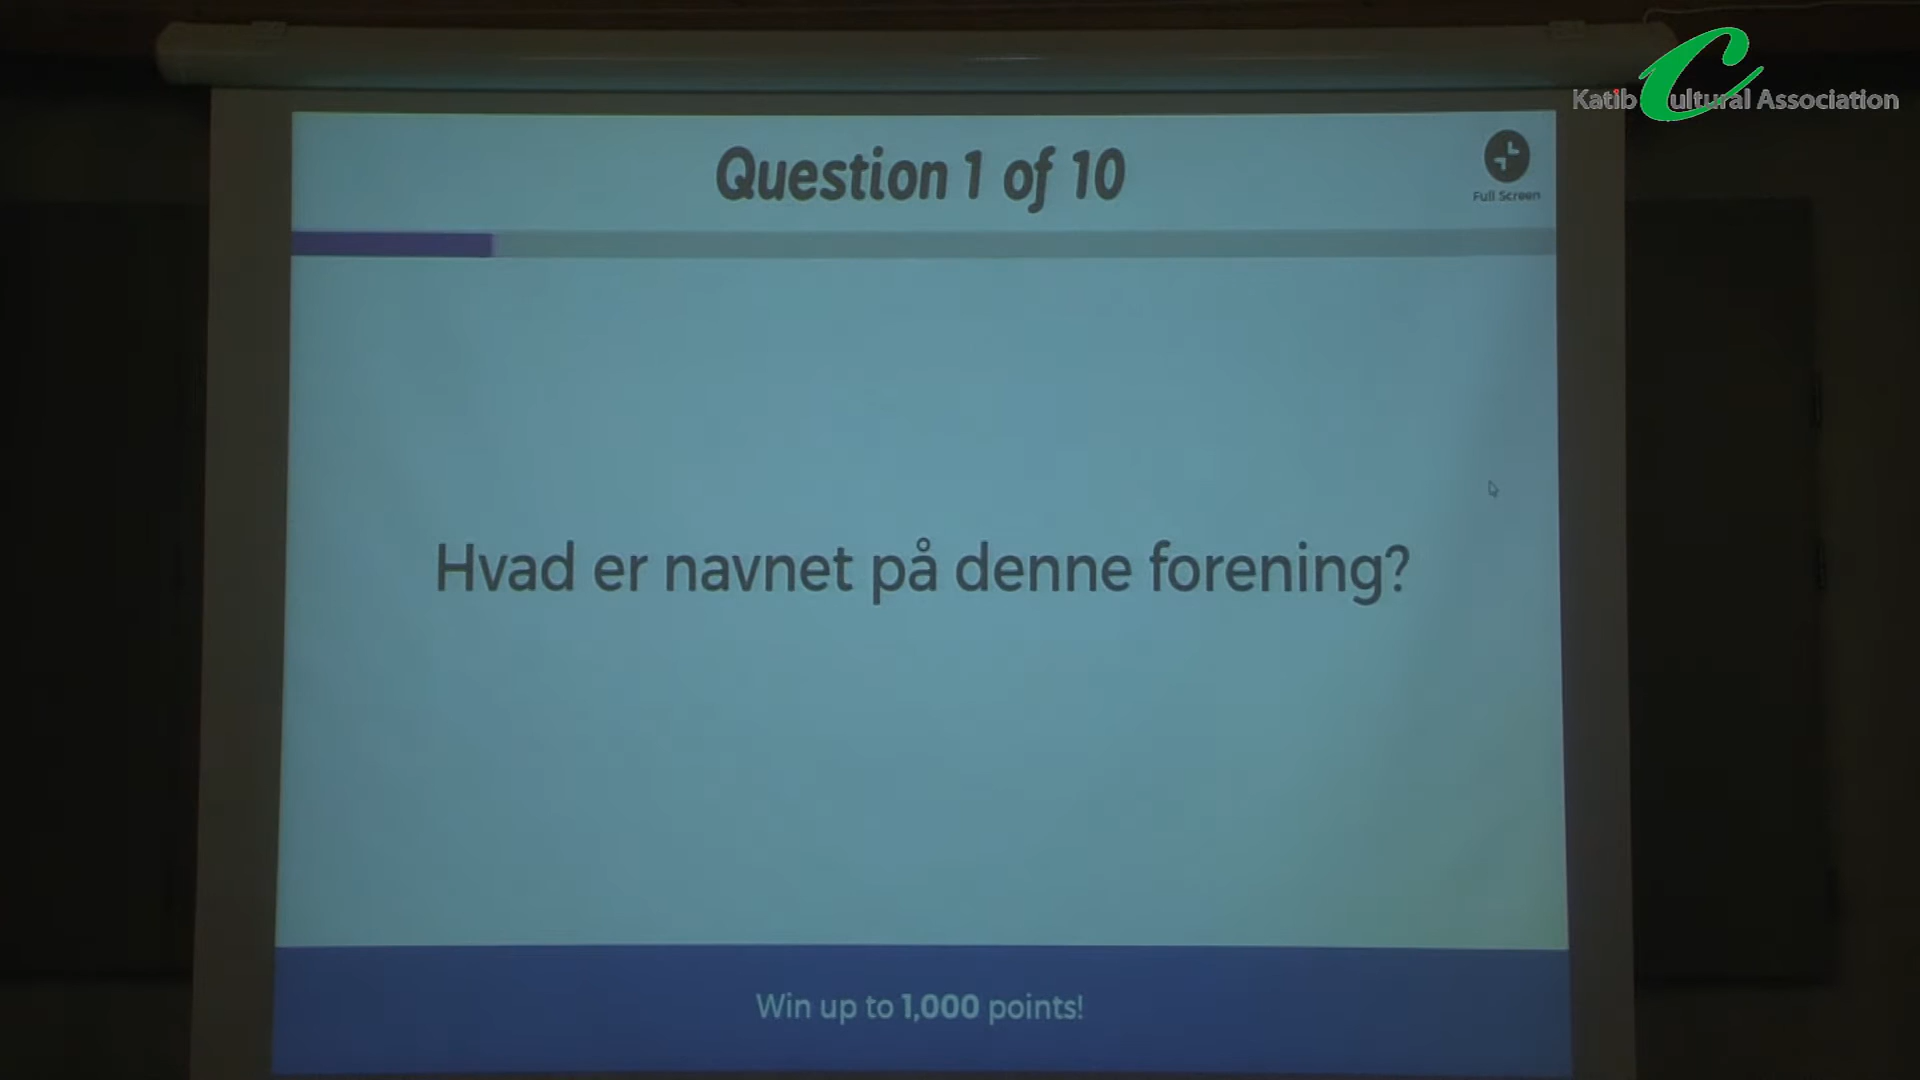 Katib Cultural Association
Question 1 of 10
Full Screen
Hvad er navnet på denne forening?
Win up to 1,000 points!